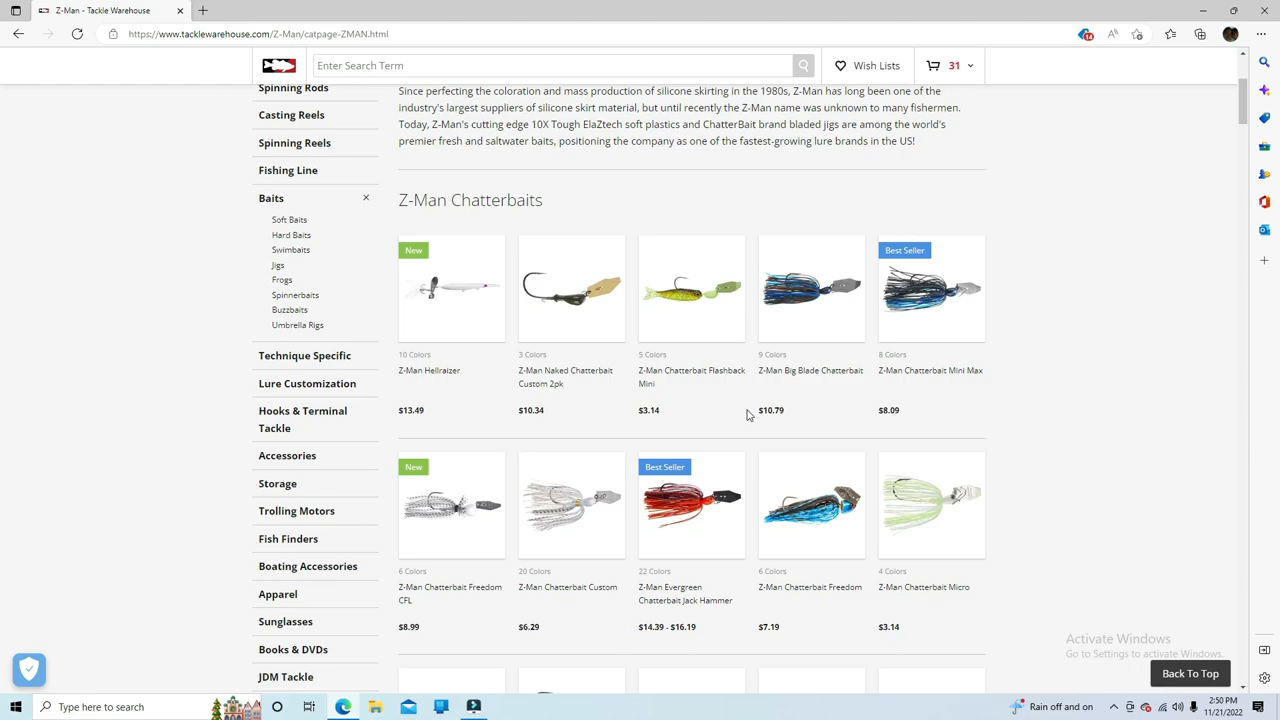 Z-Man - Tackle Warehouse
https://www.tacklewarehouse.com/Z-Man/catpage-ZMAN.html
14
Enter Search Term
Wish Lists
31
Spinning Rods
Casting Reels
Spinning Reels
Fishing Line
Baits
Soft Baits
Hard Baits
Swimbaits
Jigs
Frogs
Spinnerbaits
Buzzbaits
Umbrella Rigs
Technique Specific
Lure Customization
Hooks & Terminal
Tackle
Accessories
Storage
Trolling Motors
Fish Finders
Boating Accessories
Apparel
Sunglasses
Books & DVDs
JDM Tackle
Since perfecting the coloration and mass production of silicone skirting in the 1980s, Z-Man has long been one of the
industry's largest suppliers of silicone skirt material, but until recently the Z-Man name was unknown to many fishermen.
Today, Z-Man's cutting edge 10X Tough ElaZtech soft plastics and ChatterBait brand bladed jigs are among the world's
premier fresh and saltwater baits, positioning the company as one of the fastest-growing lure brands in the US!
Z-Man Chatterbaits
New
10 Colors
Z-Man Hellraizer
$13.49
3 Colors
Z-Man Naked Chatterbait
Custom 2pk
$10.34
5 Colors
Z-Man Chatterbait Flashback
Mini
$3.14
9 Colors
Z-Man Big Blade Chatterbait
$10.79
Best Seller
8 Colors
Z-Man Chatterbait Mini Max
$8.09
New
6 Colors
Z-Man Chatterbait Freedom
CFL
$8.99
20 Colors
Z-Man Chatterbait Custom
$6.29
Best Seller
22 Colors
Z-Man Evergreen
Chatterbait Jack Hammer
$14.39 - $16.19
6 Colors
Z-Man Chatterbait Freedom
$7.19
4 Colors
Z-Man Chatterbait Micro
$3.14
Activate Windows
Go to Settings to activate Windows.
Back To Top
Type here to search
Rain off and on
2:50 PM
11/21/2022